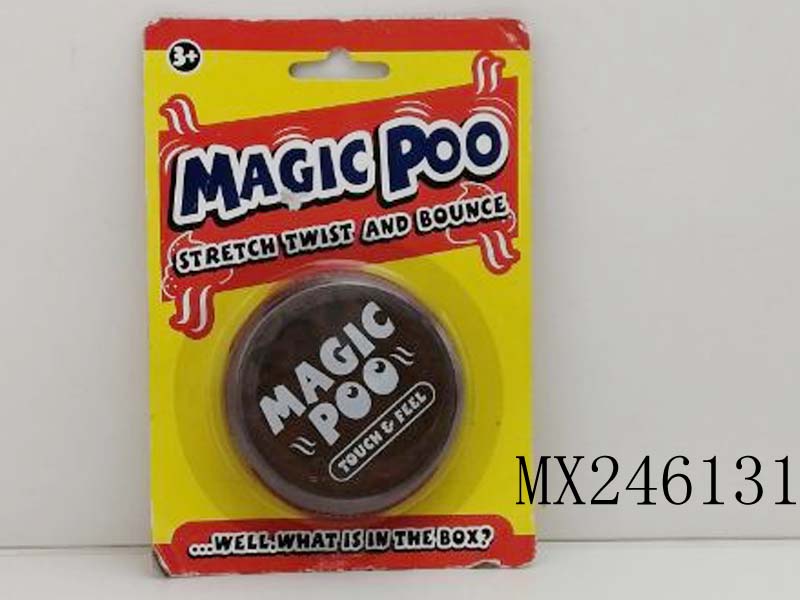 3+
MAGIC POO
STRETCH TWIST AND BOUNCE
MAGIC
POO
TOUCH & FEEL
MX246131
...WELL, WHAT IS IN THE BOX?